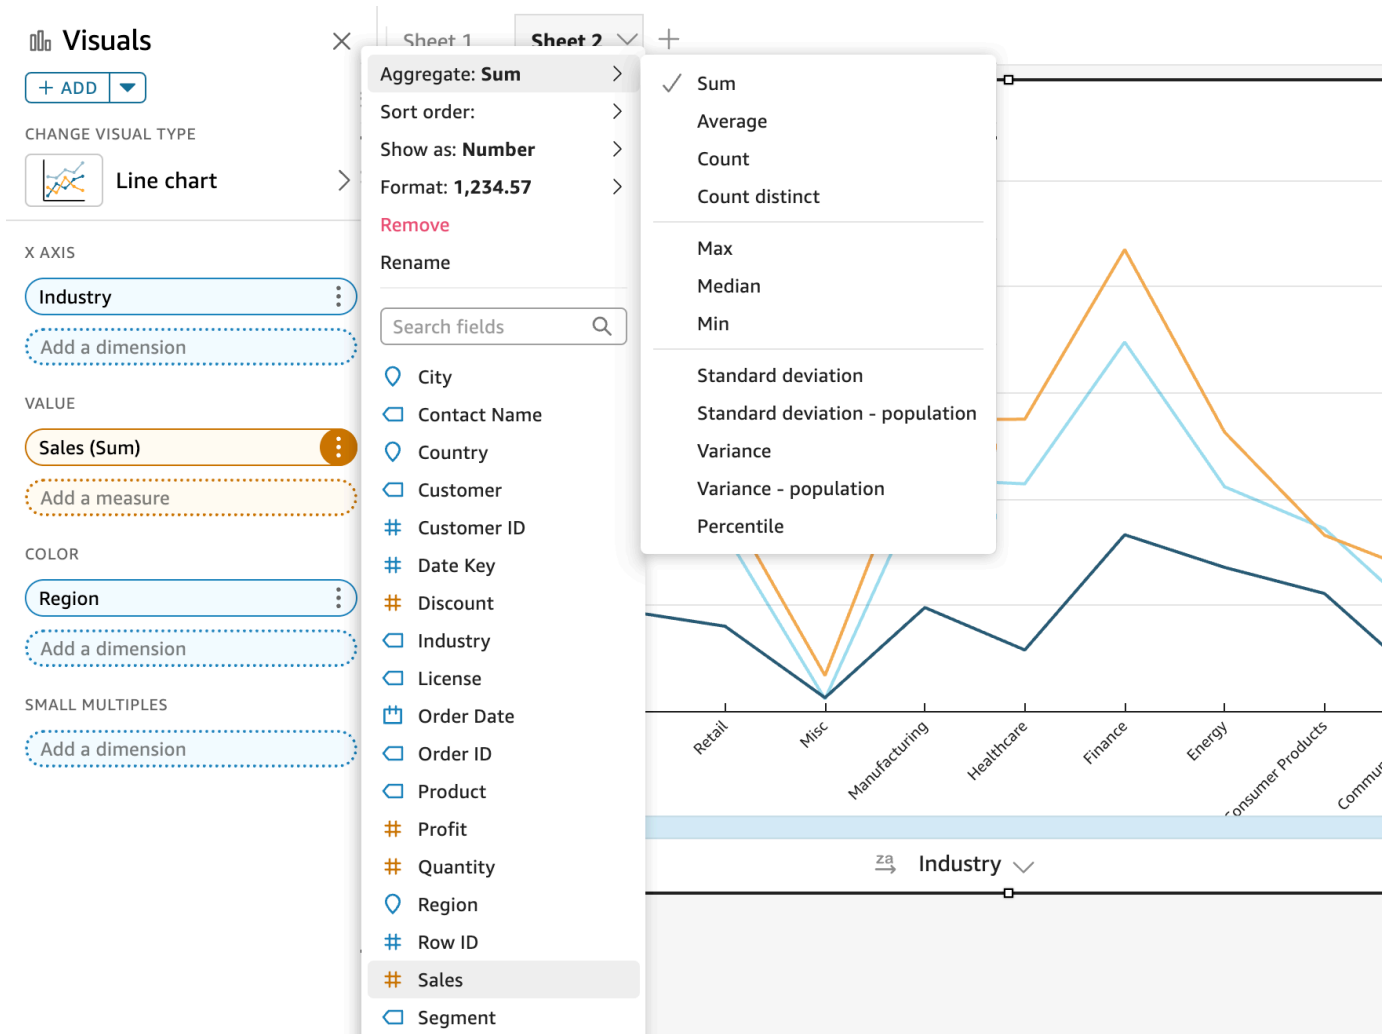 Visuals
+ ADD
CHANGE VISUAL TYPE
Line chart
X AXIS
Industry
Add a dimension
VALUE
Sales (Sum)
Add a measure
COLOR
Region
Add a dimension
SMALL MULTIPLES
Add a dimension
Sheet 1
Sheet 2
Aggregate: Sum
Sort order:
Show as: Number
Format: 1,234.57
Remove
Rename
Search fields
City
Contact Name
Country
Customer
Customer ID
Date Key
Discount
Industry
License
Order Date
Order ID
Product
Profit
Quantity
Region
Row ID
Sales
Segment
Sum
Average
Count
Count distinct
Max
Median
Min
Standard deviation
Standard deviation - population
Variance
Variance - population
Percentile
Retail
Misc
Manufacturing
Healthcare
Finance
Energy
onsumer Products
Commu
za
Industry